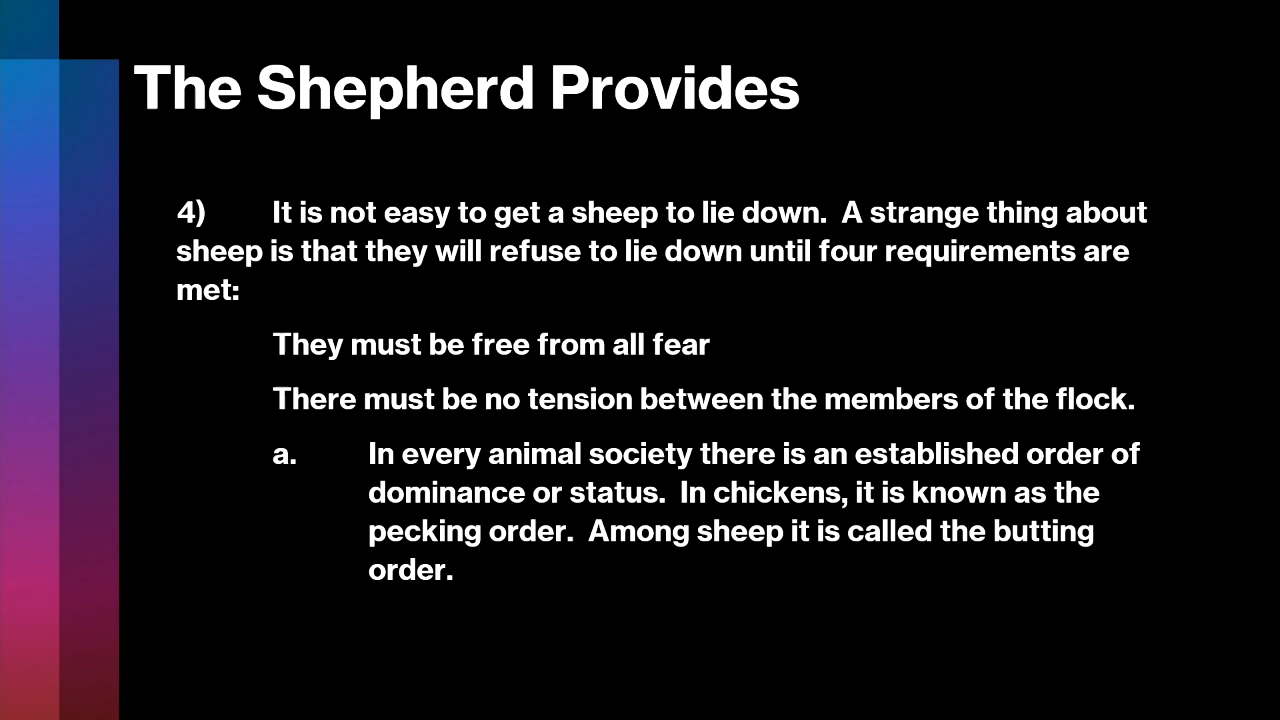 The Shepherd Provides
4) It is not easy to get a sheep to lie down.  A strange thing about
sheep is that they will refuse to lie down until four requirements are
met:
They must be free from all fear
There must be no tension between the members of the flock.
a. In every animal society there is an established order of
dominance or status.  In chickens, it is known as the
pecking order.  Among sheep it is called the butting
order.